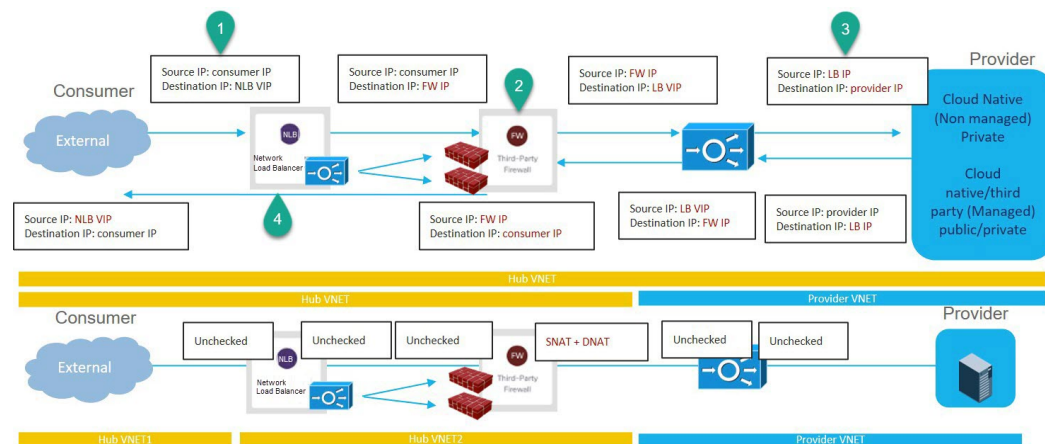 1
3
Source IP: consumer IP
Destination IP: NLB VIP
Source IP: consumer IP
Destination IP: FW IP
2
Source IP: FW IP
Destination IP: LB VIP
Source IP: LB IP
Destination IP: provider IP
Provider
Consumer
External
NLB
Network
Load Balancer
FW
Third-Party
Firewall
Cloud Native
(Non managed)
Private
Cloud
native/third
party (Managed)
public/private
4
Source IP: NLB VIP
Destination IP: consumer IP
Source IP: FW IP
Destination IP: consumer IP
Source IP: LB VIP
Destination IP: FW IP
Source IP: provider IP
Destination IP: LB IP
Hub VNET
Hub VNET
Provider VNET
Consumer
Provider
Unchecked
Unchecked
Unchecked
SNAT + DNAT
Unchecked
Unchecked
External
NLB
Network
Load Balancer
FW
Third-Party
Firewall
Hub VNET1
Hub VNET2
Provider VNET